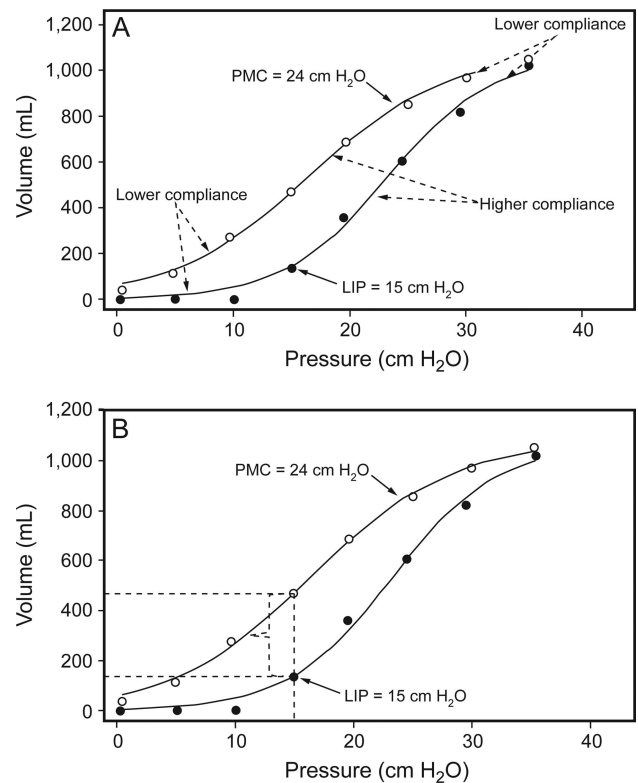 A
1,200
1,000
800
600
400
200
0
Volume (mL)
Lower compliance
PMC = 24 cm H₂O
Lower compliance
Higher compliance
LIP = 15 cm H₂O
0 10 20 30 40
Pressure (cm H₂O)
B
1,200
1,000
800
600
400
200
0
Volume (mL)
PMC = 24 cm H₂O
LIP = 15 cm H₂O
0 10 20 30 40
Pressure (cm H₂O)